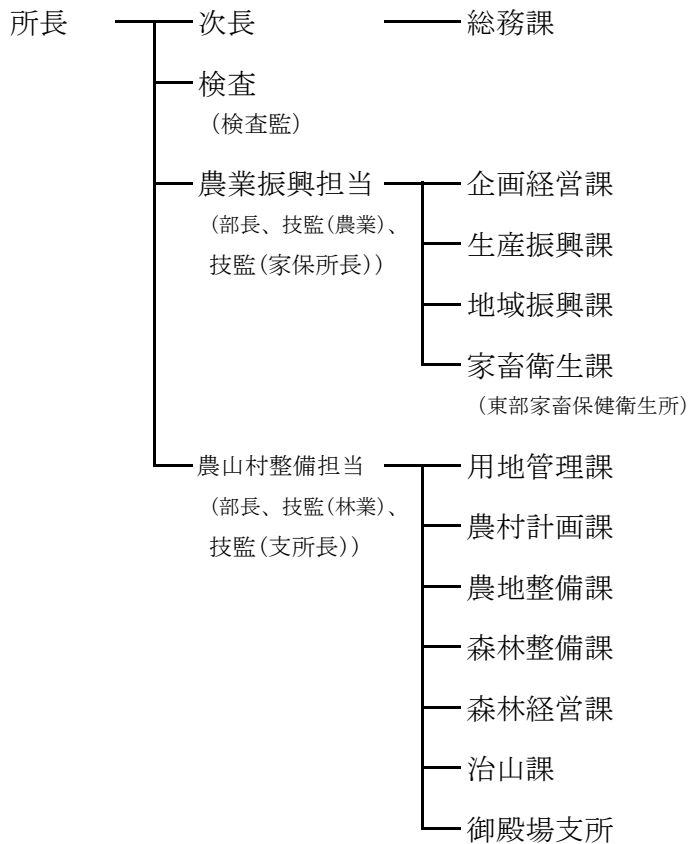 所長 次長 総務課
検査
(検査監)
農業振興担当 企画経営課
(部長、技監(農業)、 生産振興課
技監(家保所長))
地域振興課
家畜衛生課
(東部家畜保健衛生所)
農山村整備担当 用地管理課
(部長、技監(林業)、 農村計画課
技監(支所長))
農地整備課
森林整備課
森林経営課
治山課
御殿場支所